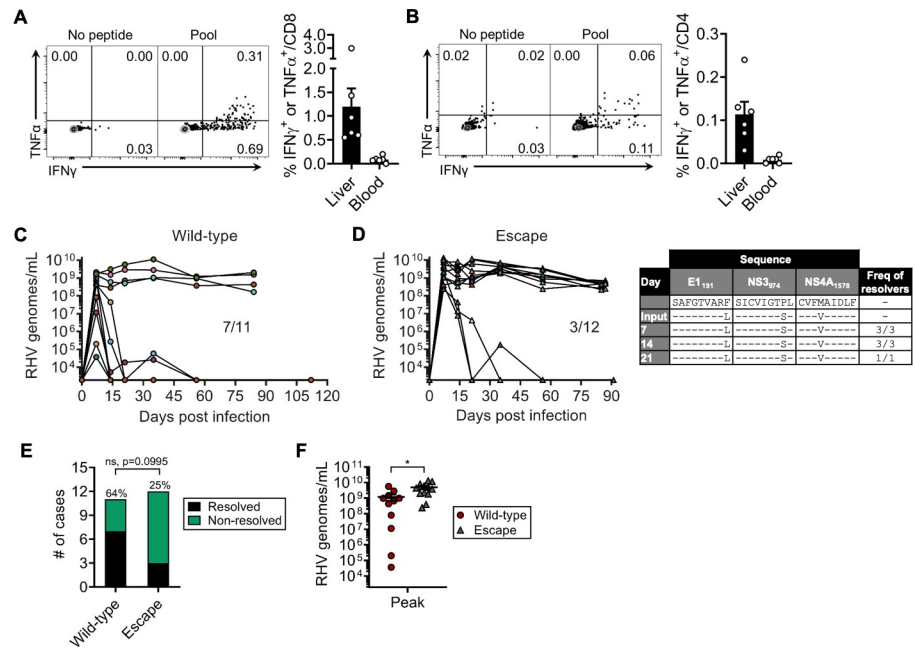 A
No peptide
Pool
0.00
0.00
0.00
0.31
0.03
0.69
TNFα
IFNγ
% IFNγ+ or TNFα+/CD8
4.0
3.0
2.0
1.5
1.0
0.5
0.0
Liver
Blood
B
No peptide
Pool
0.02
0.02
0.00
0.06
0.03
0.11
TNFα
IFNγ
% IFNγ+ or TNFα+/CD4
0.3
0.2
0.1
0.0
Liver
Blood
C
Wild-type
RHV genomes/mL
10^10
10^9
10^8
10^7
10^6
10^5
10^4
7/11
0 15 30 45 60 75 90 105 120
Days post infection
D
Escape
RHV genomes/mL
10^10
10^9
10^8
10^7
10^6
10^5
10^4
3/12
0 15 30 45 60 75 90
Days post infection
Sequence
Day E1191 NS3974 NS4A1578 Freq of resolvers
SAFGTVARF SICVIGTPL CVFMAIDLF -
Input --------L -------S- ---V----- -
7 --------L -------S- ---V----- 3/3
14 --------L -------S- ---V----- 3/3
21 --------L -------S- ---V----- 1/1
E
ns, p=0.0995
# of cases
15
12
9
6
3
0
64%
25%
Wild-type
Escape
Resolved
Non-resolved
F
*
RHV genomes/mL
10^11
10^10
10^9
10^8
10^7
10^6
10^5
10^4
Peak
Wild-type
Escape